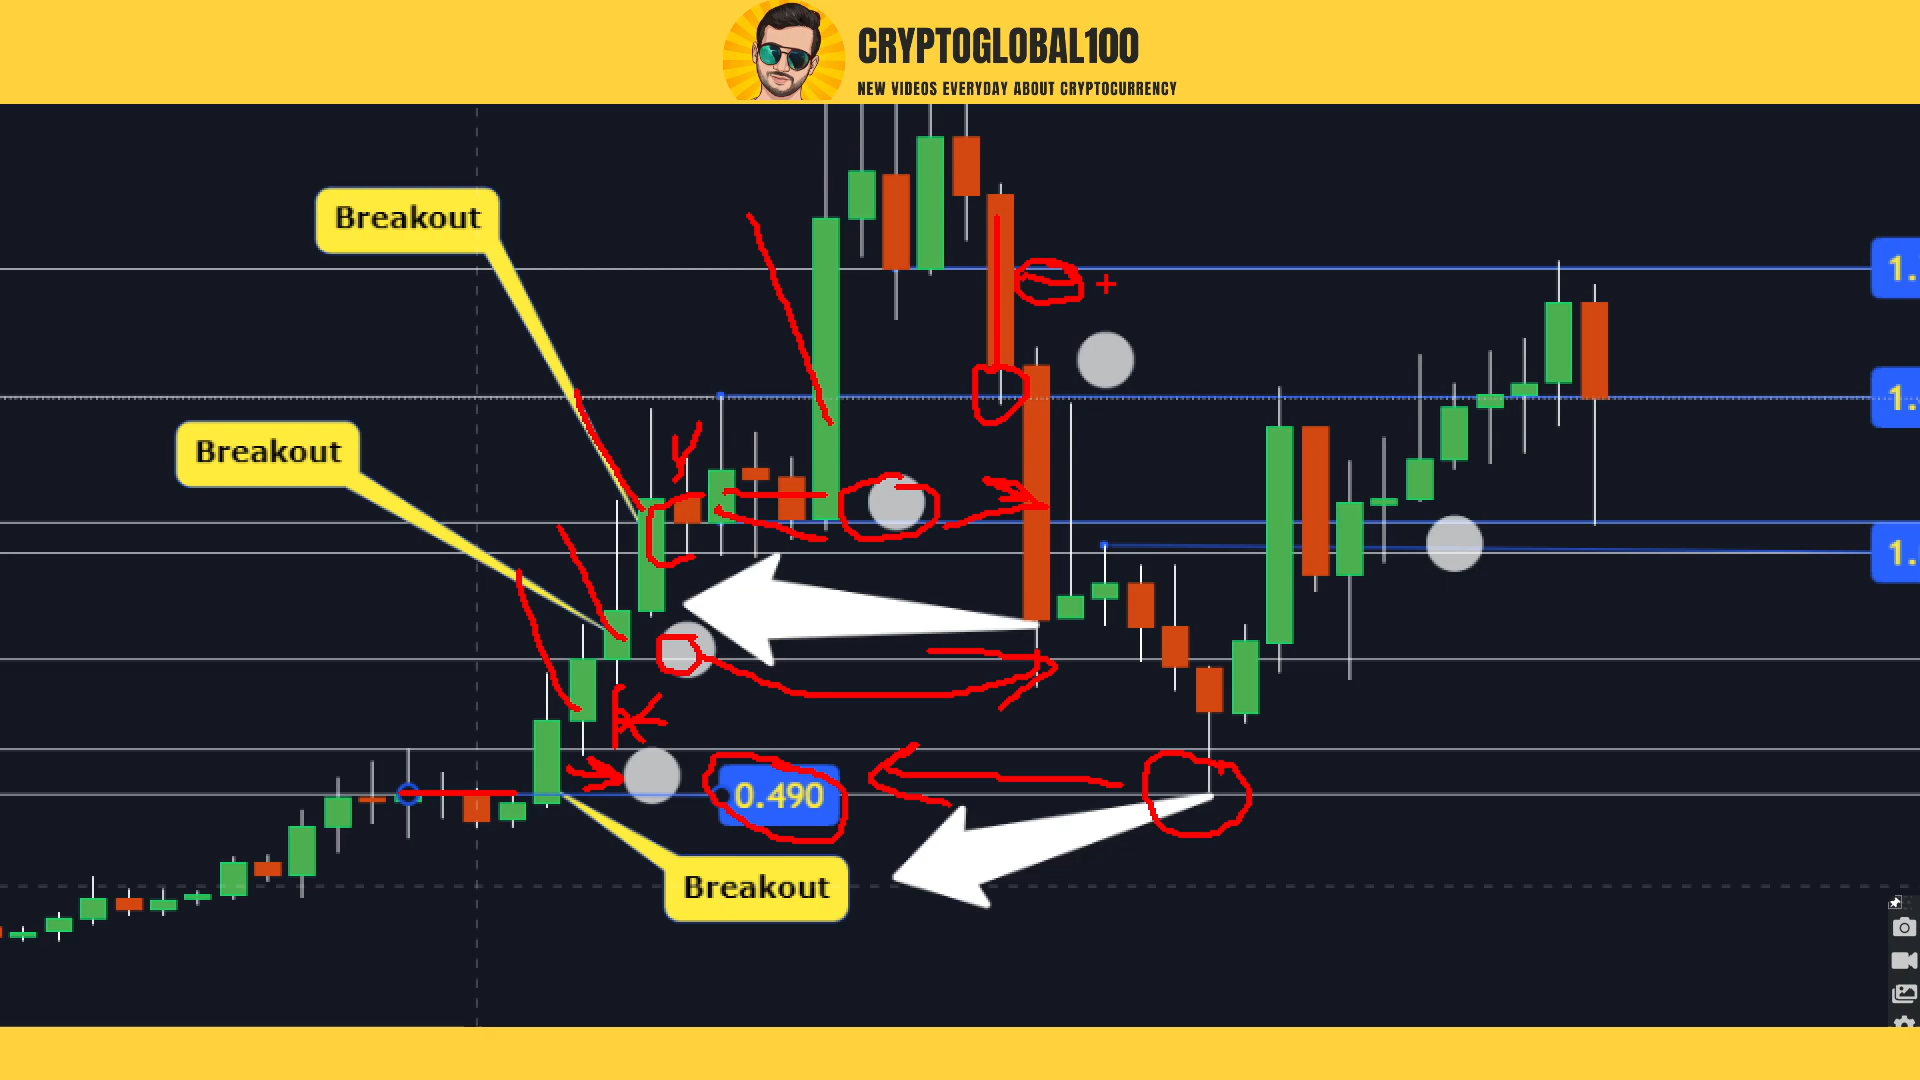 CRYPTOGLOBAL100
NEW VIDEOS EVERYDAY ABOUT CRYPTOCURRENCY
Breakout
1.
1.
Breakout
1.
0.490
Breakout